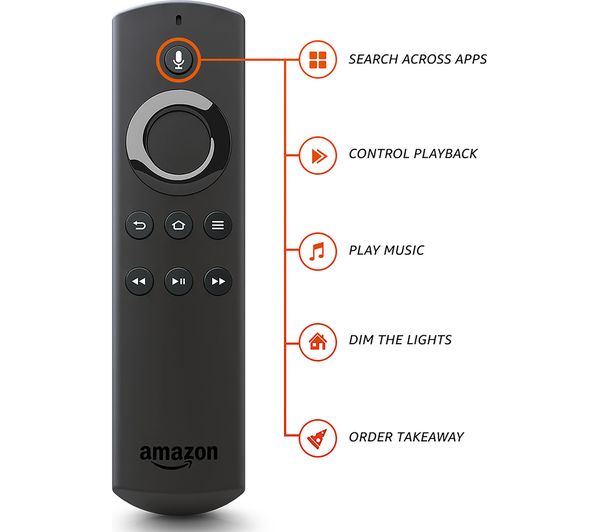 SEARCH ACROSS APPS
CONTROL PLAYBACK
PLAY MUSIC
DIM THE LIGHTS
ORDER TAKEAWAY
amazon